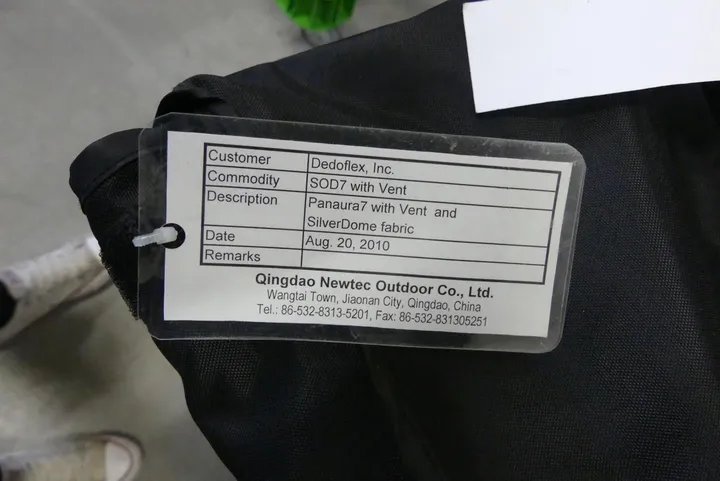 Customer Dedoflex, Inc.
Commodity SOD7 with Vent
Description Panaura7 with Vent and
SilverDome fabric
Date Aug. 20, 2010
Remarks
Qingdao Newtec Outdoor Co., Ltd.
Wangtai Town, Jiaonan City, Qingdao, China
Tel.: 86-532-8313-5201, Fax: 86-532-831305251